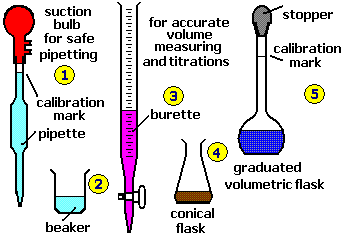 suction
bulb
for safe
pipetting
1
calibration
mark
pipette
2
beaker
for accurate
volume
measuring
and titrations
3
burette
4
conical
flask
stopper
calibration
mark
5
graduated
volumetric flask